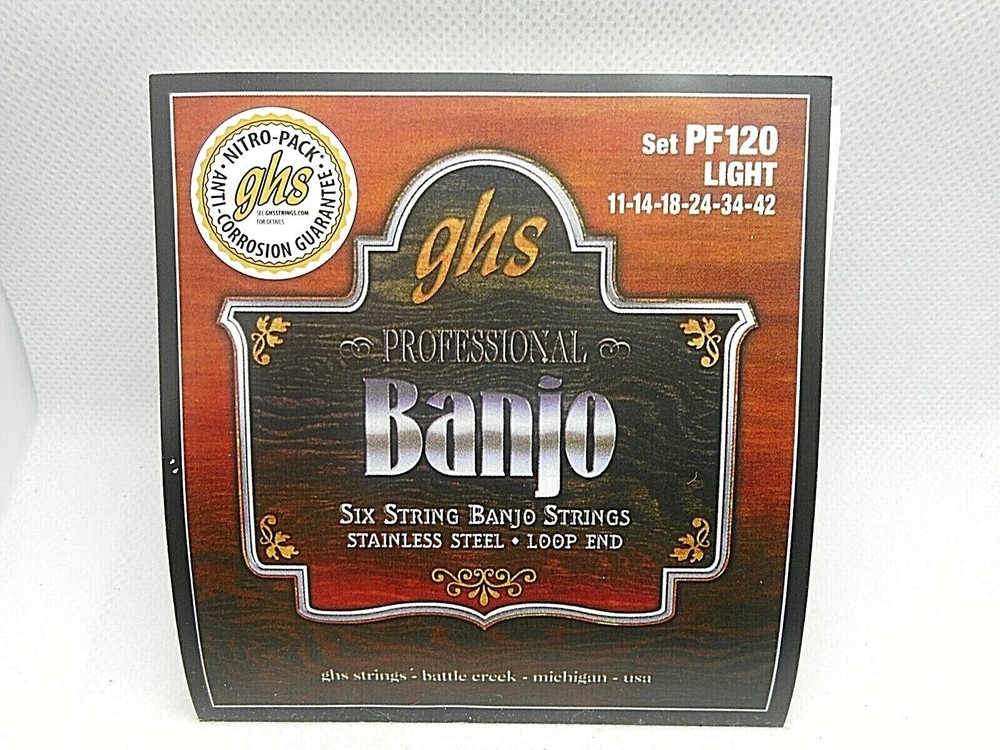 NITRO-PACK
ghs
SEE GHSSTRINGS.COM
FOR DETAILS
ANTI-CORROSION GUARANTEE
Set PF120
LIGHT
11-14-18-24-34-42
ghs
PROFESSIONAL
Banjo
SIX STRING BANJO STRINGS
STAINLESS STEEL • LOOP END
ghs strings - battle creek - michigan - usa